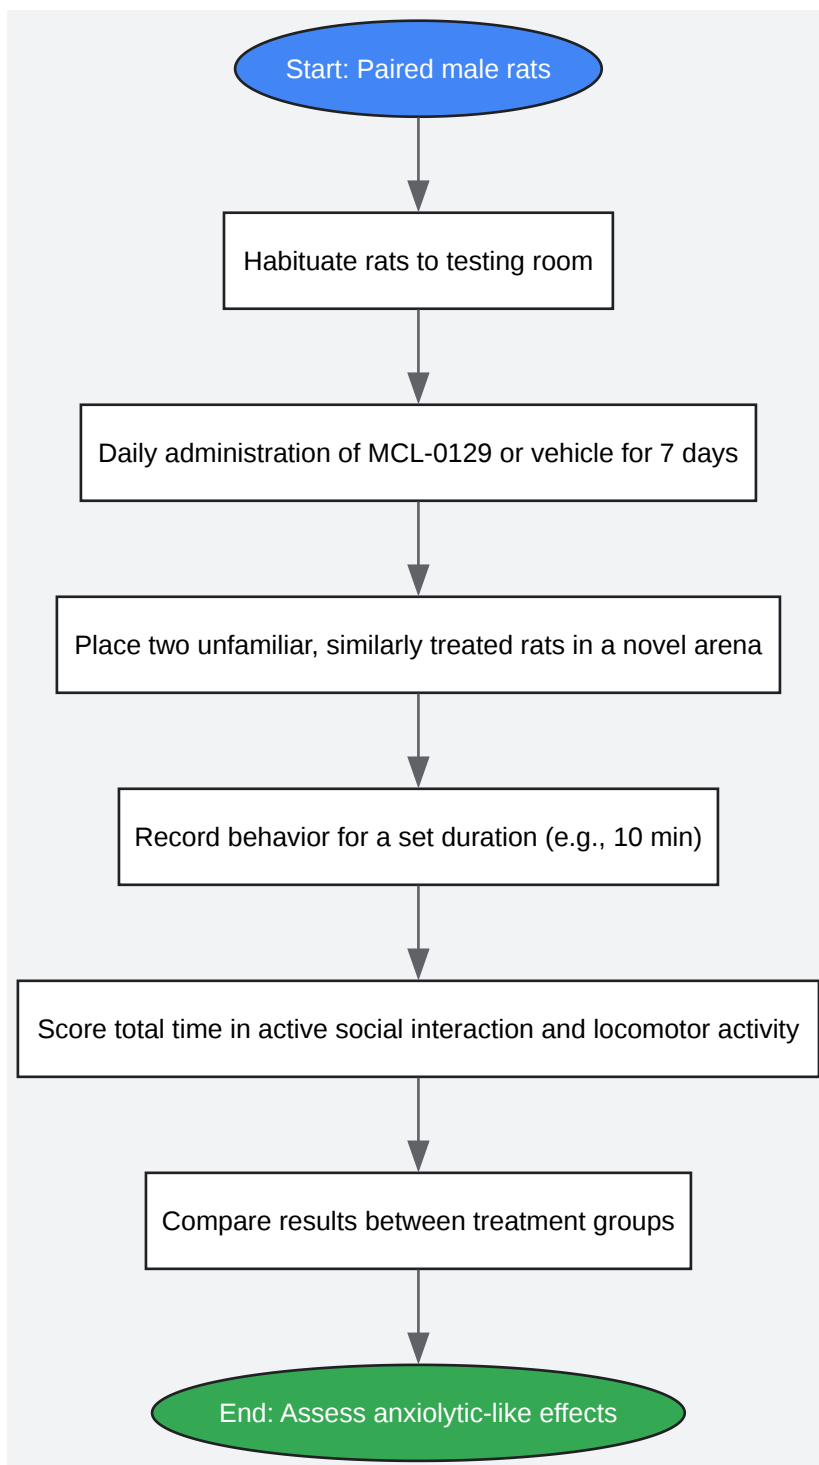 Start: Paired male rats
Habituate rats to testing room
Daily administration of MCL-0129 or vehicle for 7 days
Place two unfamiliar, similarly treated rats in a novel arena
Record behavior for a set duration (e.g., 10 min)
Score total time in active social interaction and locomotor activity
Compare results between treatment groups
End: Assess anxiolytic-like effects